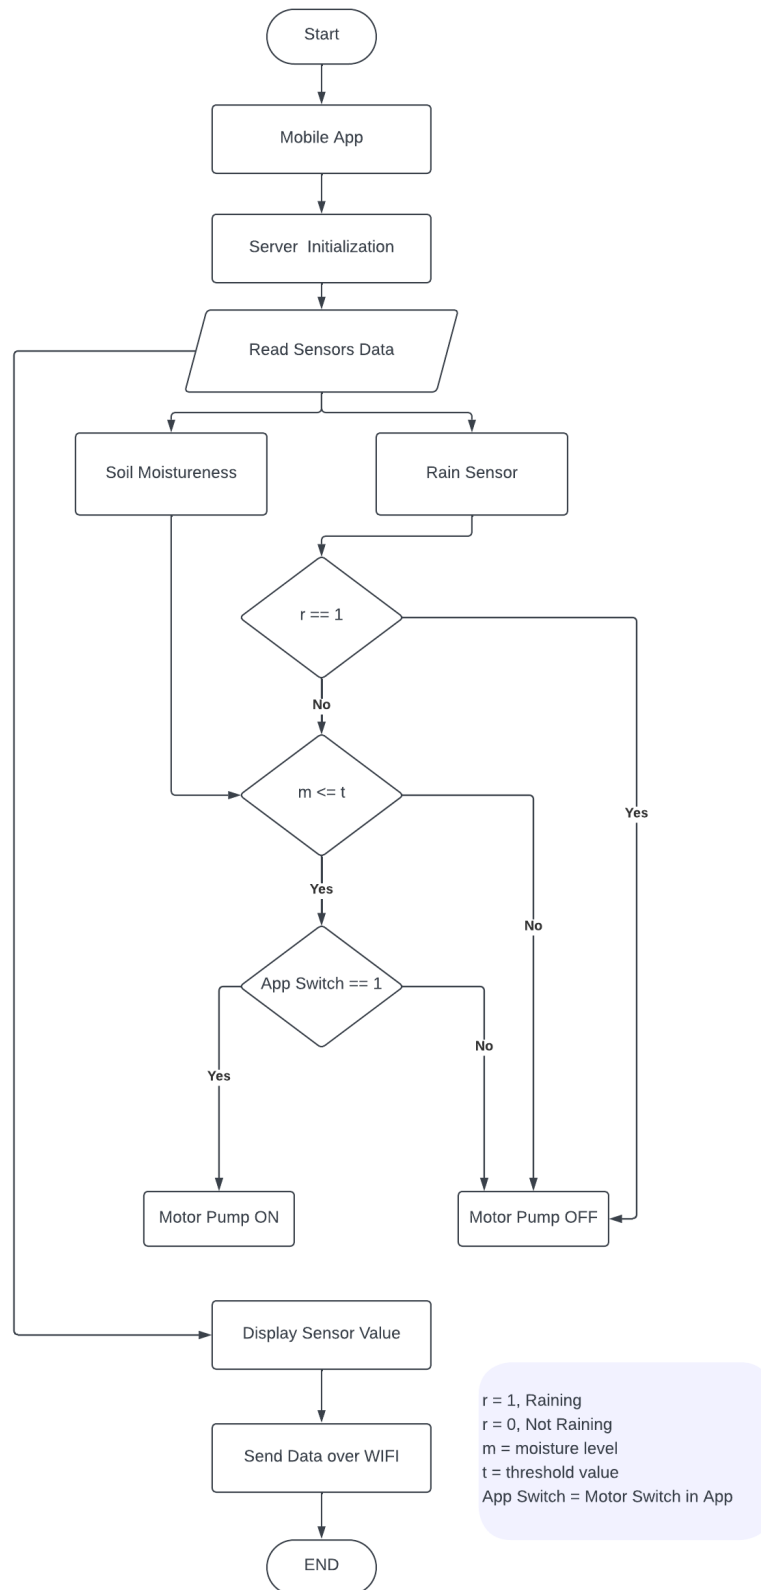 Start
Mobile App
Server  Initialization
Read Sensors Data
Soil Moistureness
Rain Sensor
r == 1
No
m <= t
Yes
Yes
No
App Switch == 1
No
Yes
Motor Pump ON
Motor Pump OFF
Display Sensor Value
Send Data over WIFI
END
r = 1, Raining
r = 0, Not Raining
m = moisture level
t = threshold value
App Switch = Motor Switch in App